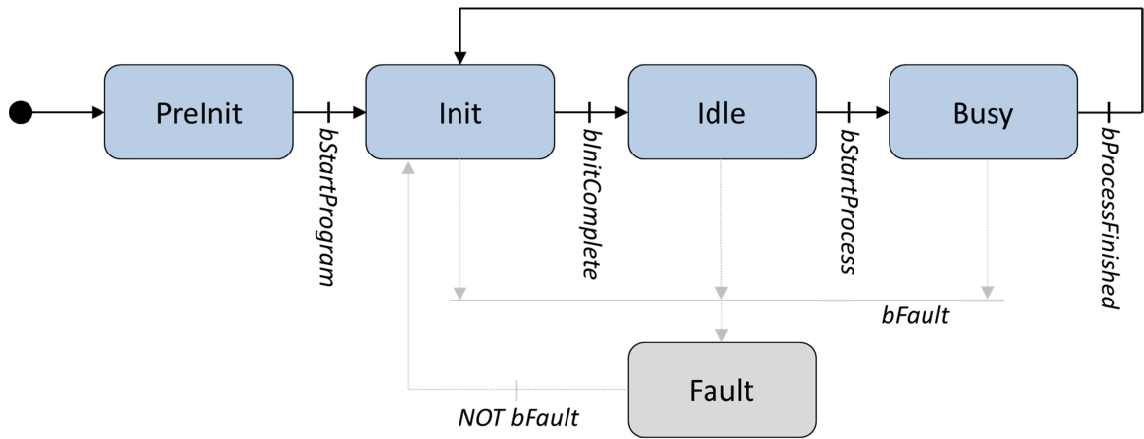 PreInit
Init
Idle
Busy
bStartProgram
bInitComplete
bStartProcess
bProcessFinished
bFault
Fault
NOT bFault